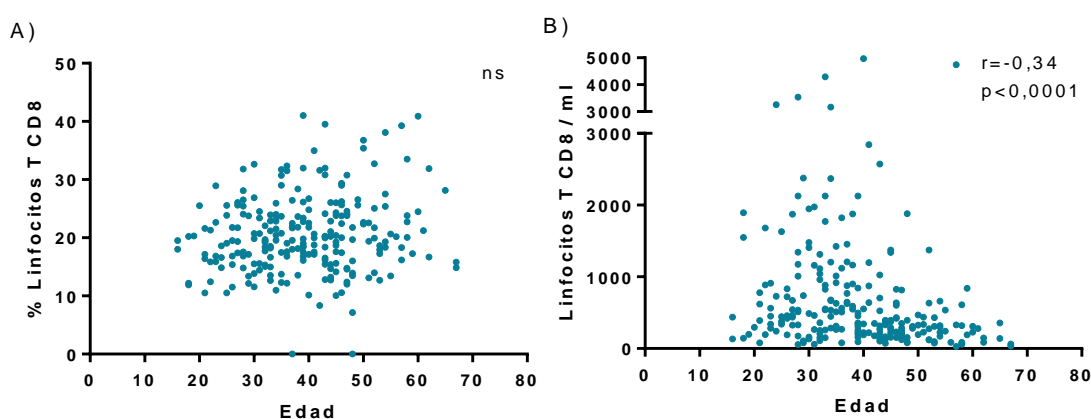 A)
ns
% Linfocitos T CD8
50
40
30
20
10
0
0 10 20 30 40 50 60 70 80
Edad
B)
r=-0,34
p<0,0001
Linfocitos T CD8/ml
5000
4000
3000
3000
2000
1000
0
0 10 20 30 40 50 60 70 80
Edad